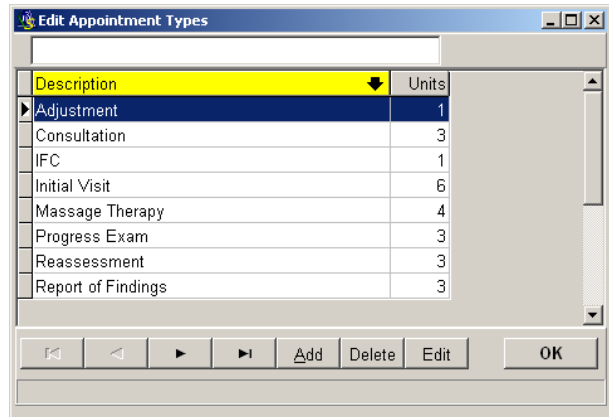 Edit Appointment Types
Description Units
Adjustment 1
Consultation 3
IFC 1
Initial Visit 6
Massage Therapy 4
Progress Exam 3
Reassessment 3
Report of Findings 3
Add Delete Edit OK